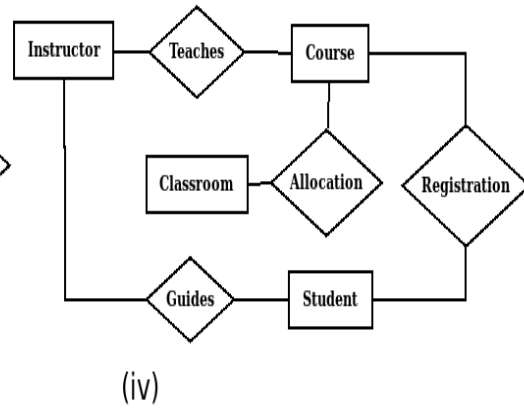 Instructor
Teaches
Course
Classroom
Allocation
Registration
Guides
Student
(iv)